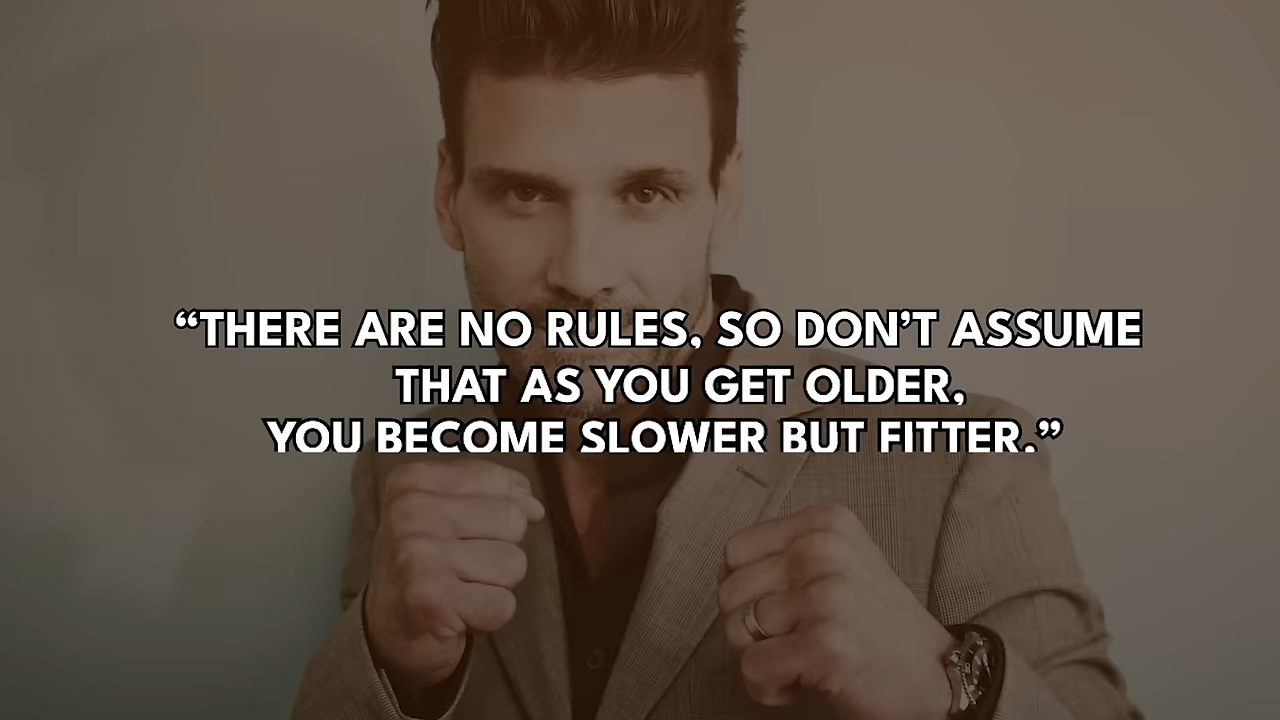 “THERE ARE NO RULES, SO DON’T ASSUME
THAT AS YOU GET OLDER,
YOU BECOME SLOWER BUT FITTER.”